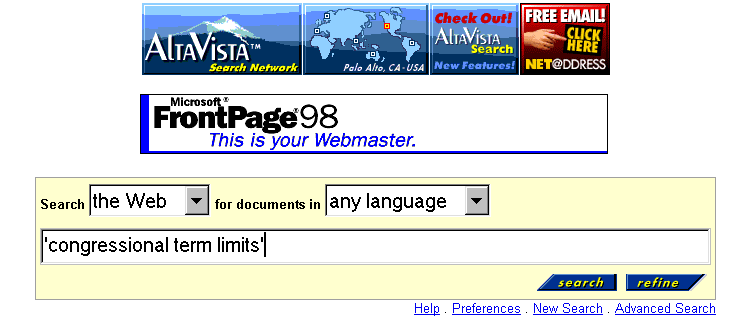 ALTAVISTA™
Search Network
Palo Alto, CA - USA
Check Out!
ALTAVISTA
Search
New Features!
FREE EMAIL!
CLICK
HERE
NET@DDRESS
Microsoft®
FrontPage®98
This is your Webmaster.
Search the Web for documents in any language
'congressional term limits'
search refine
Help . Preferences . New Search . Advanced Search